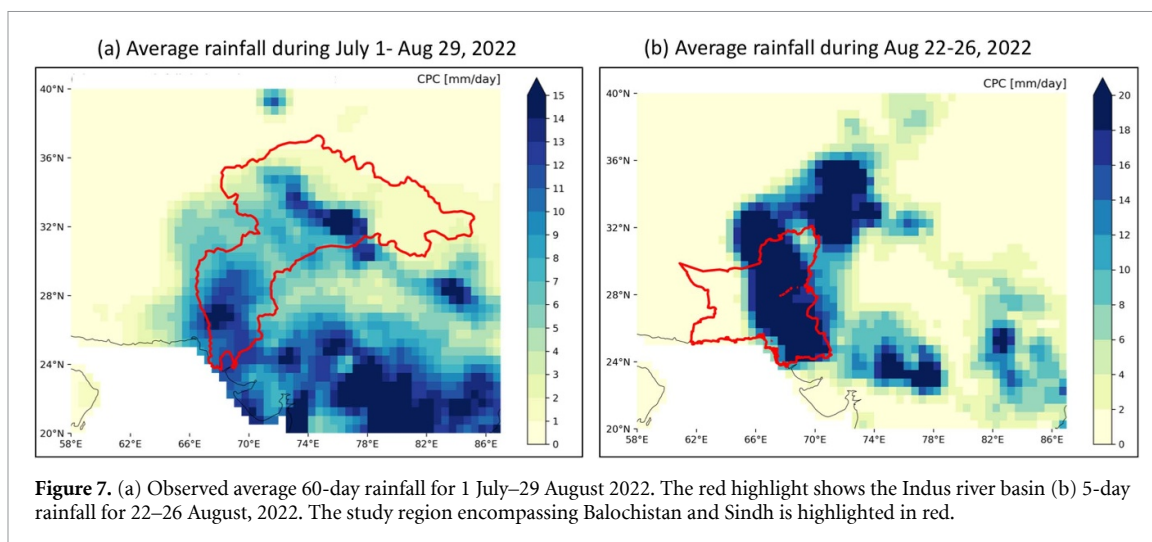 (a) Average rainfall during July 1- Aug 29, 2022
CPC [mm/day]
40°N
36°N
32°N
28°N
24°N
20°N
58°E 62°E 66°E 70°E 74°E 78°E 82°E 86°E
15
14
13
12
11
10
9
8
7
6
5
4
3
2
1
0
(b) Average rainfall during Aug 22-26, 2022
CPC [mm/day]
40°N
36°N
32°N
28°N
24°N
20°N
58°E 62°E 66°E 70°E 74°E 78°E 82°E 86°E
20
18
16
14
12
10
8
6
4
2
0
Figure 7. (a) Observed average 60-day rainfall for 1 July–29 August 2022. The red highlight shows the Indus river basin (b) 5-day
rainfall for 22–26 August, 2022. The study region encompassing Balochistan and Sindh is highlighted in red.